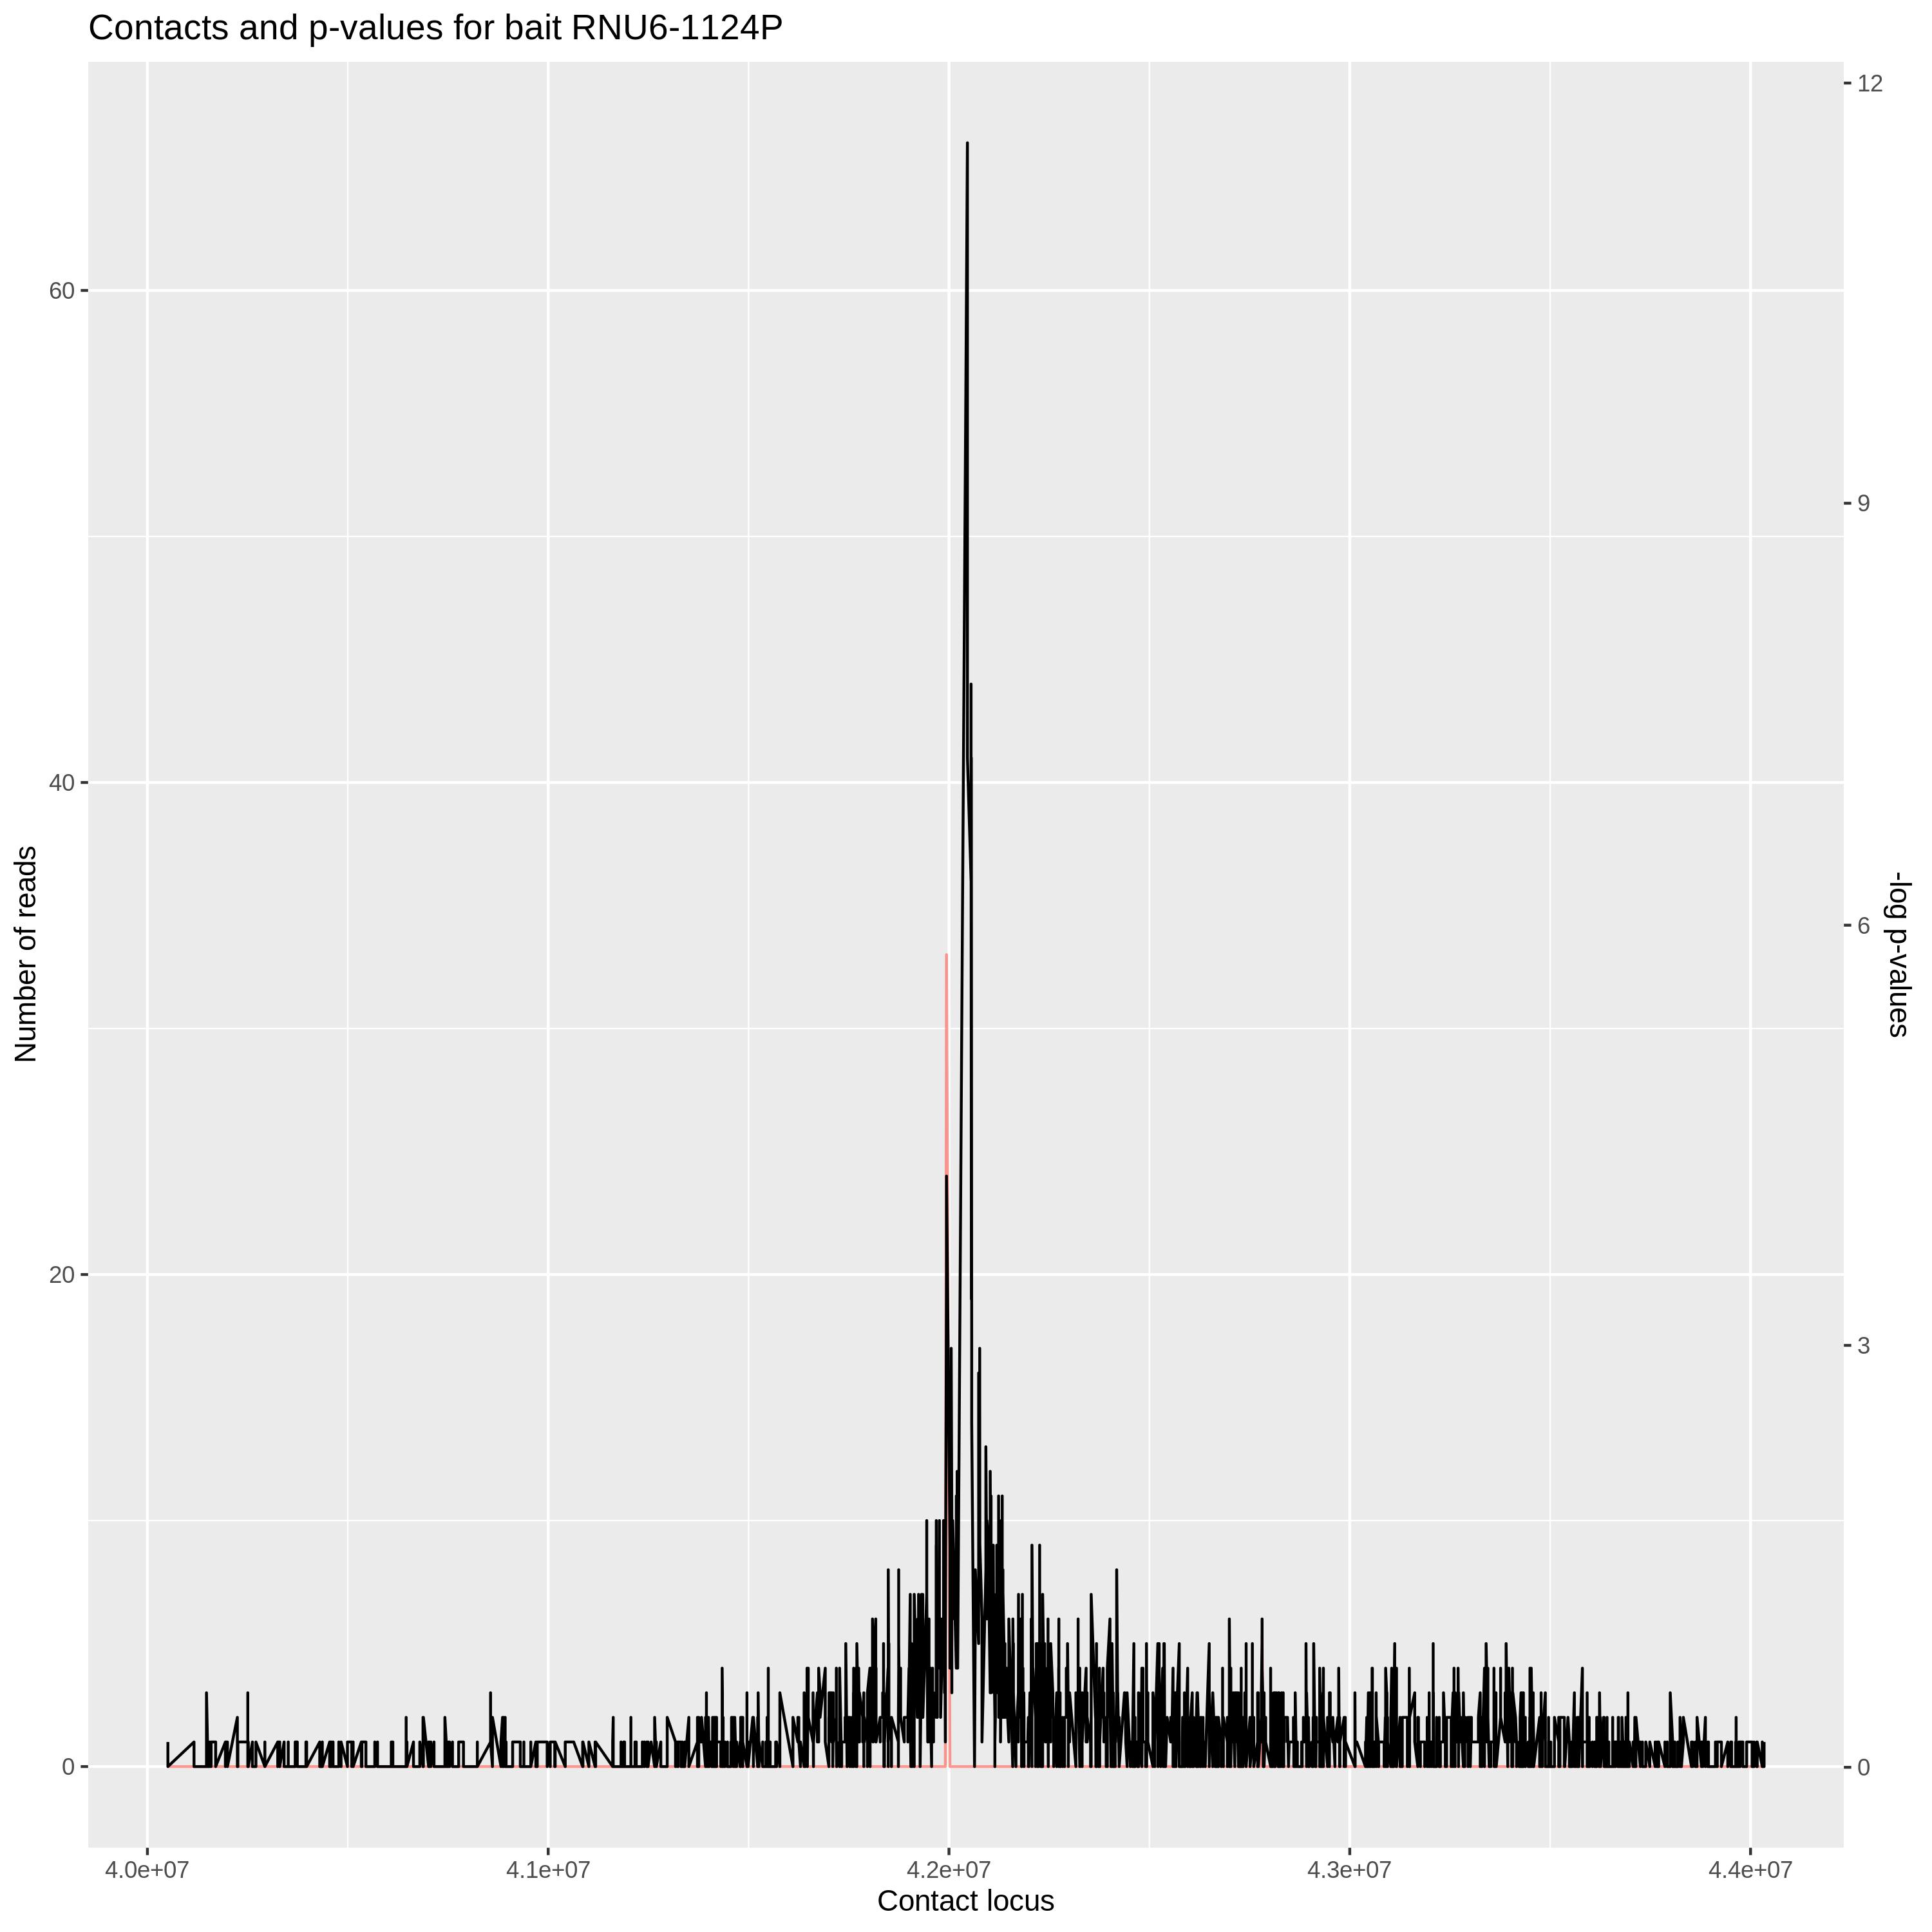 Contacts and p-values for bait RNU6-1124P
12
60
9
40
6
Number of reads
-log p-values
20
3
0
0
4.0e+07
4.1e+07
4.2e+07
4.3e+07
4.4e+07
Contact locus